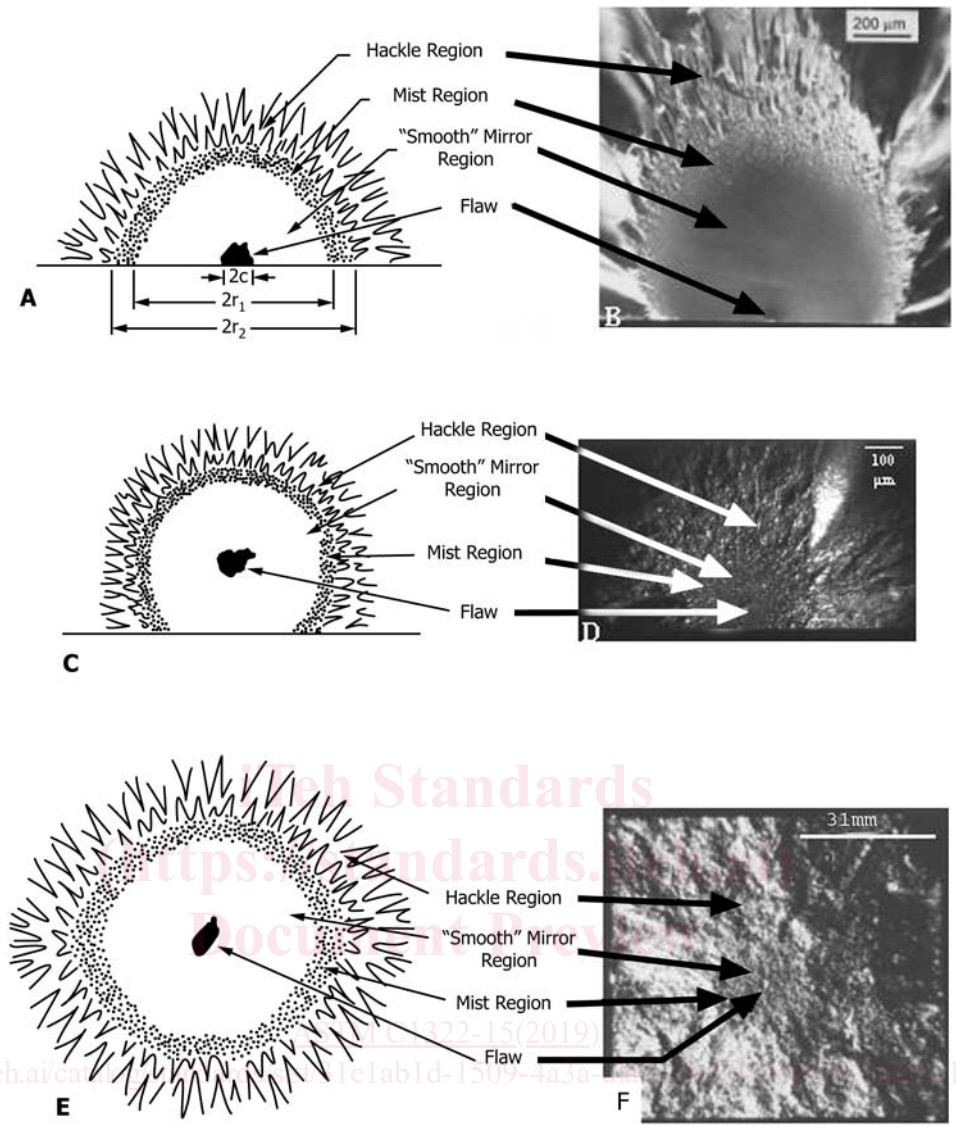 Hackle Region
Mist Region
"Smooth" Mirror
Region
Flaw
2c
2r1
2r2
A
200 µm
B
Hackle Region
"Smooth" Mirror
Region
Mist Region
Flaw
C
100
µm
D
iTeh Standards
Document Preview
Hackle Region
"Smooth" Mirror
Region
Mist Region
ASTM C1322-15(2019)
Flaw
E
31mm
F